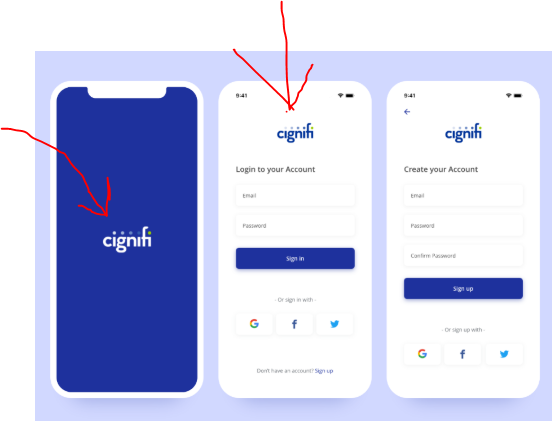 cignifi
9:41
cignifi
Login to your Account
Email
Password
Sign in
- Or sign in with -
G f
Don't have an account? Sign up
9:41
cignifi
Create your Account
Email
Password
Confirm Password
Sign up
- Or sign up with -
G f